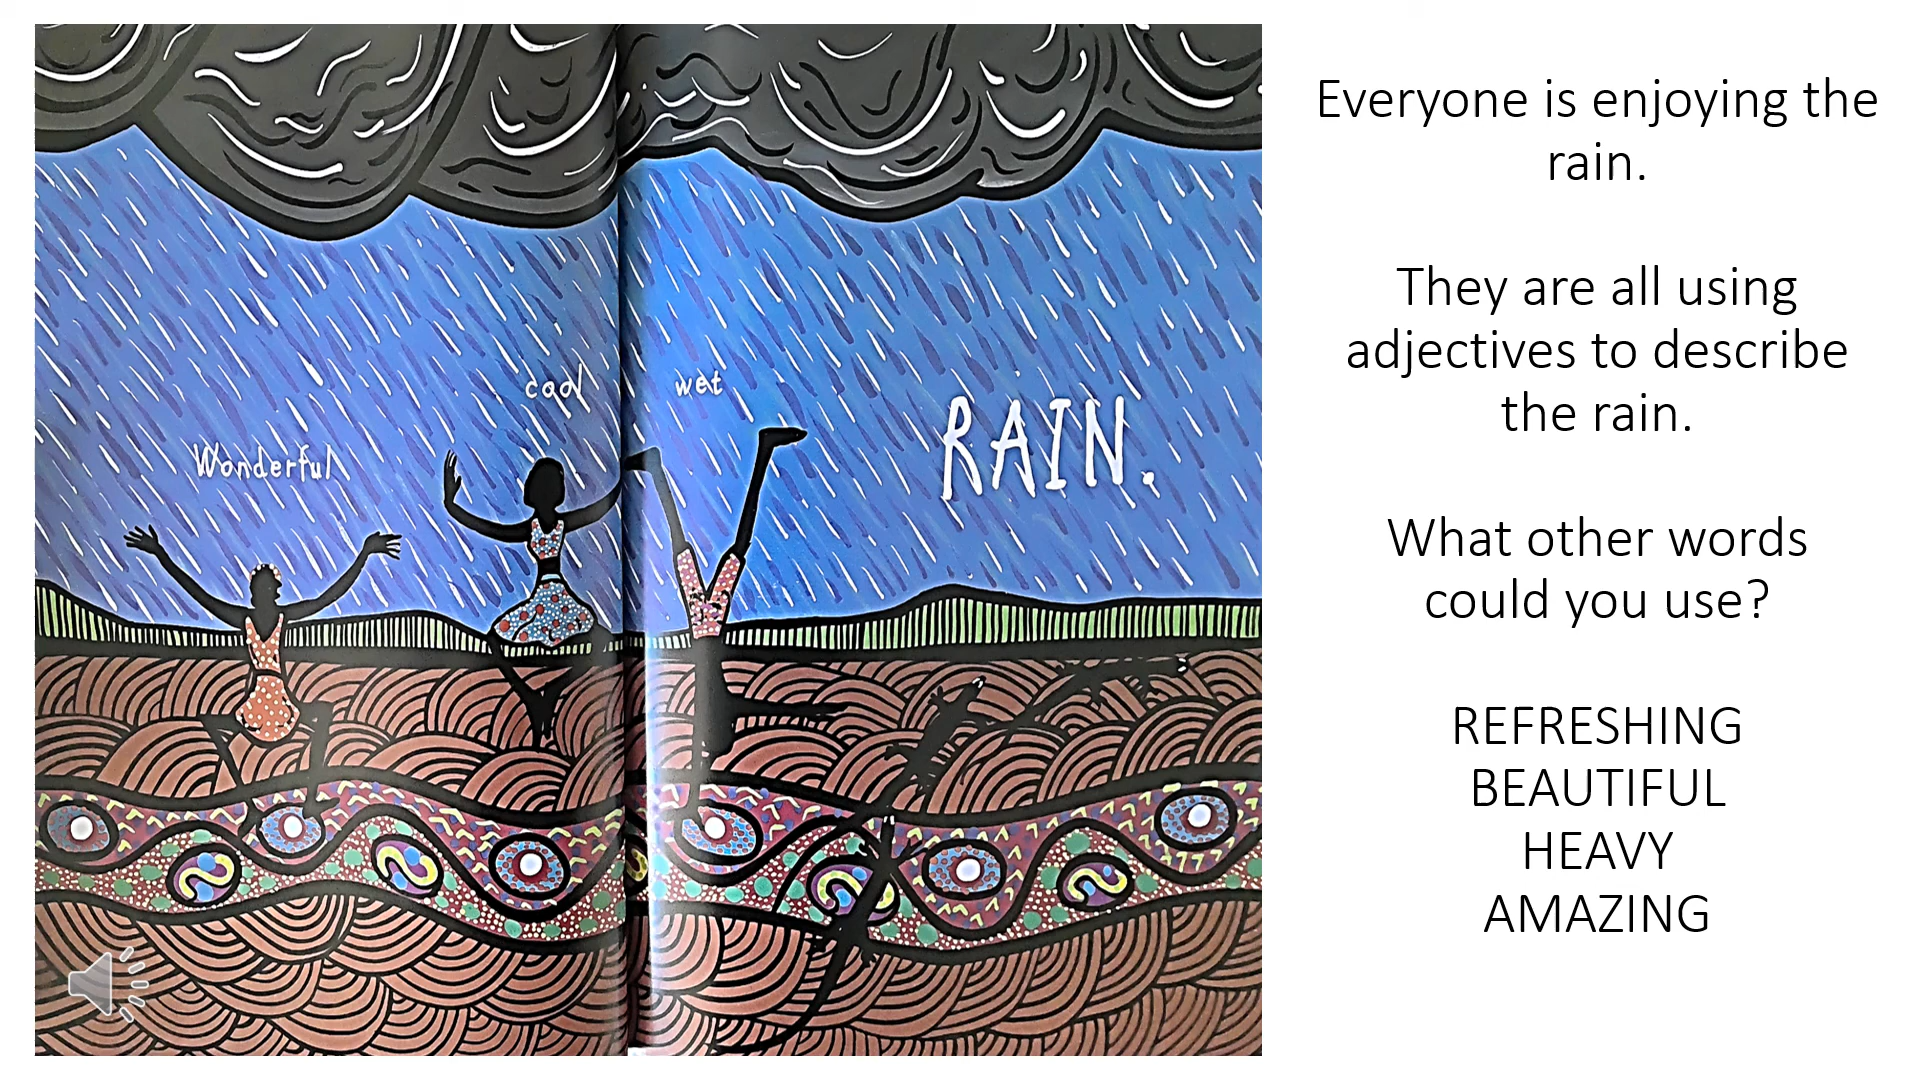 Wonderful
cool
wet
RAIN.
Everyone is enjoying the
rain.
They are all using
adjectives to describe
the rain.
What other words
could you use?
REFRESHING
BEAUTIFUL
HEAVY
AMAZING